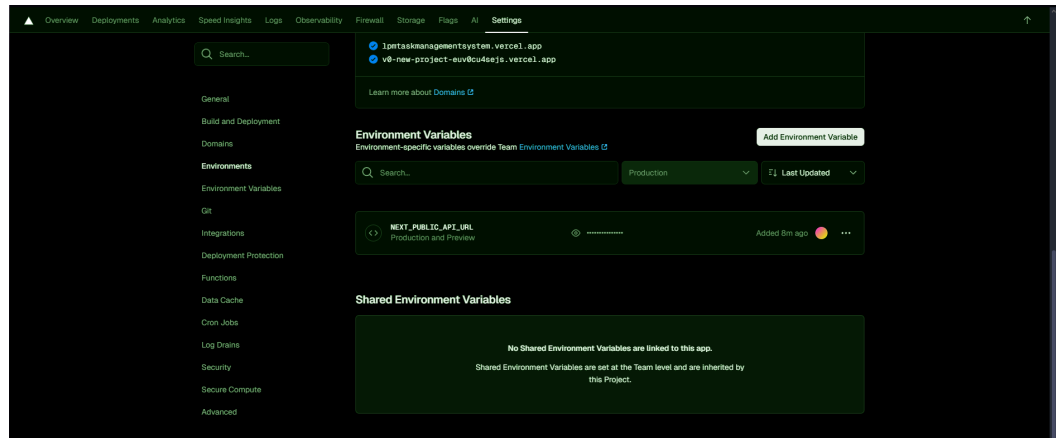 Overview Deployments Analytics Speed Insights Logs Observability Firewall Storage Flags AI Settings
Search...
General
Build and Deployment
Domains
Environments
Environment Variables
Git
Integrations
Deployment Protection
Functions
Data Cache
Cron Jobs
Log Drains
Security
Secure Compute
Advanced
lpmtaskmanagementsystem.vercel.app
v0-new-project-euv0cu4sejs.vercel.app
Learn more about Domains
Environment Variables
Environment-specific variables override Team Environment Variables
Add Environment Variable
Search... Production Last Updated
NEXT_PUBLIC_API_URL
Production and Preview •••••••••••••• Added 8m ago
Shared Environment Variables
No Shared Environment Variables are linked to this app.
Shared Environment Variables are set at the Team level and are inherited by
this Project.